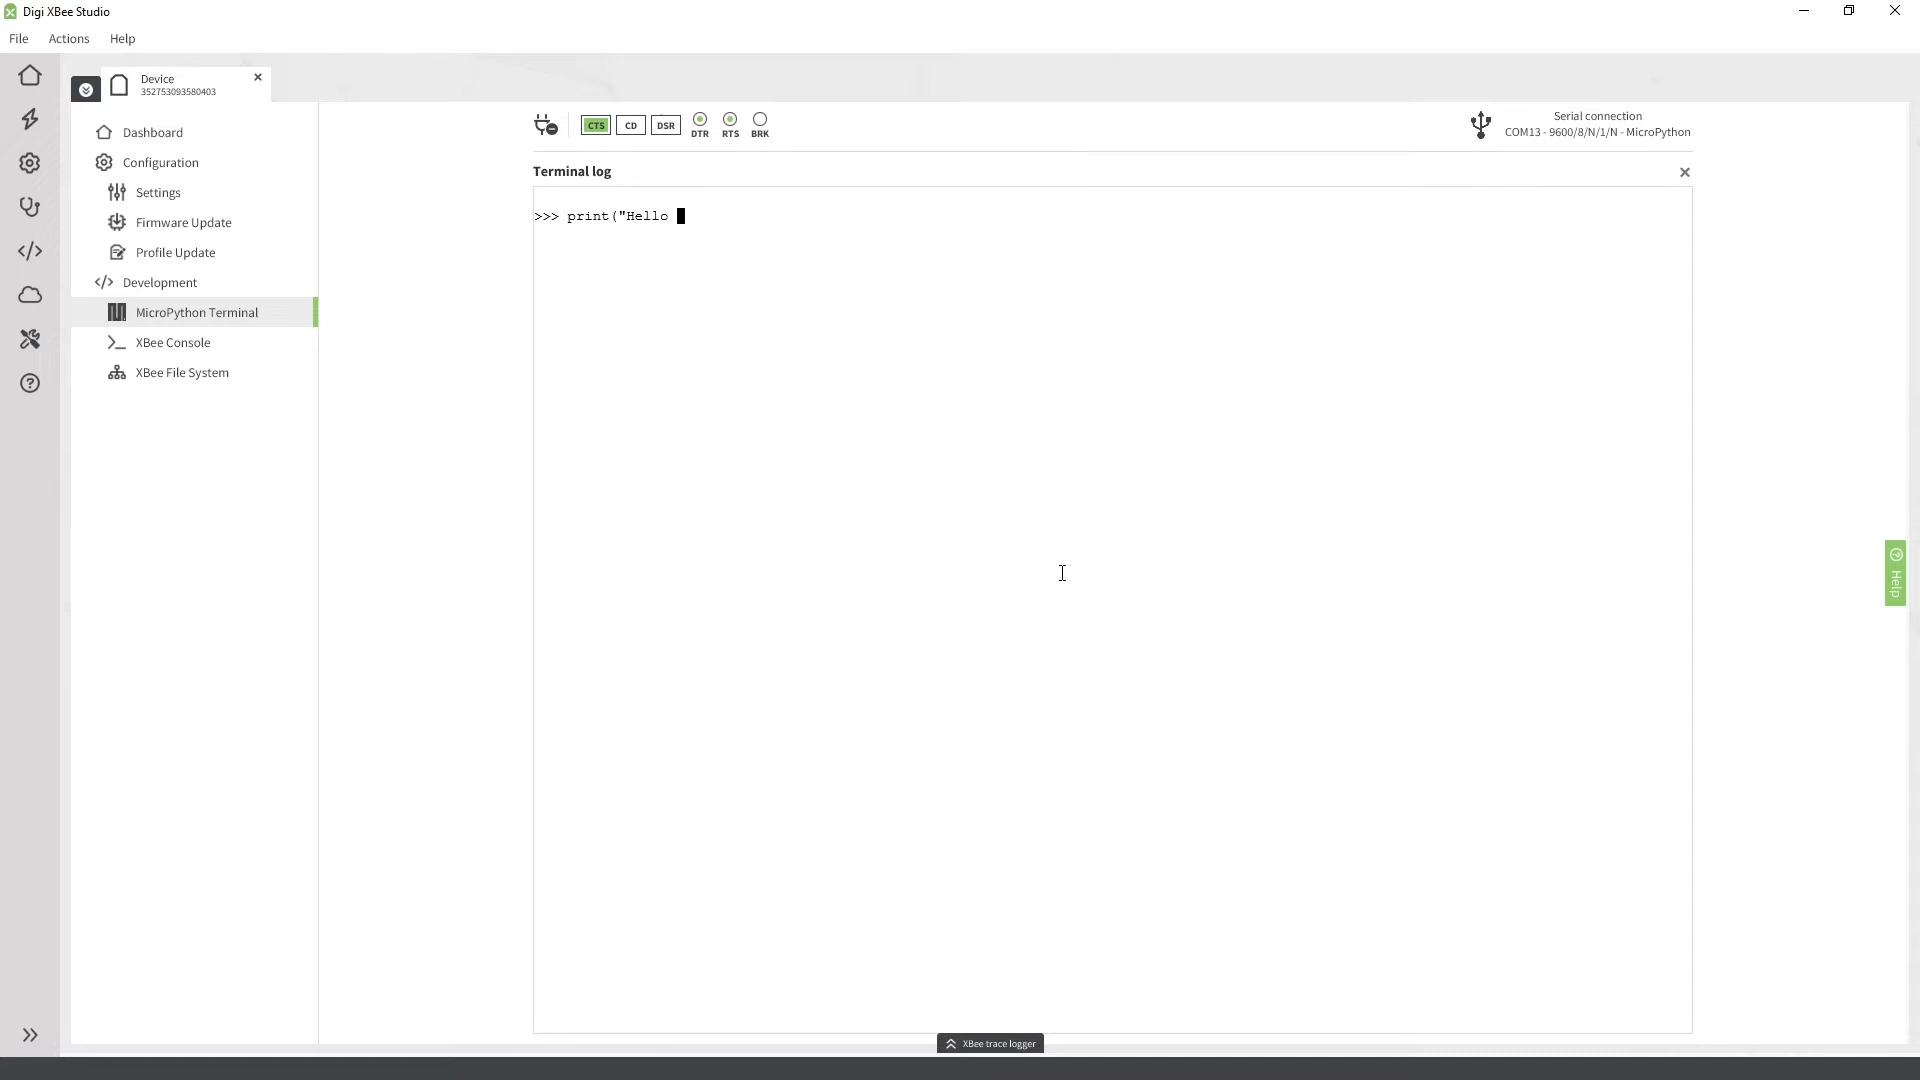 Digi XBee Studio
File Actions Help
Device
352753093580403
Dashboard
Configuration
Settings
Firmware Update
Profile Update
Development
MicroPython Terminal
XBee Console
XBee File System
CTS CD DSR DTR RTS BRK
Serial connection
COM13 - 9600/8/N/1/N - MicroPython
Terminal log
>>> print("Hello
Help
XBee trace logger